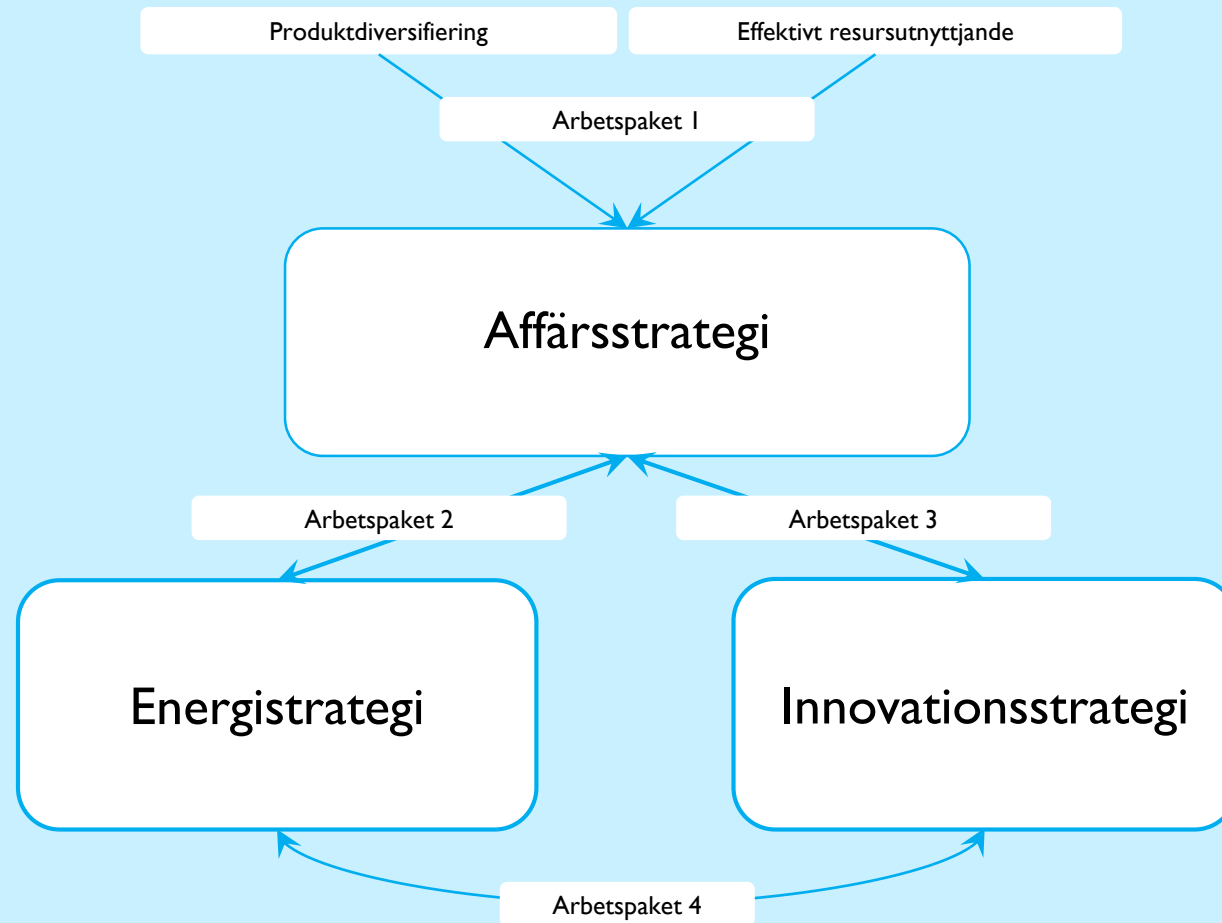 Produktdiversifiering
Effektivt resursutnyttjande
Arbetspaket 1
Affärsstrategi
Arbetspaket 2
Arbetspaket 3
Energistrategi
Innovationsstrategi
Arbetspaket 4